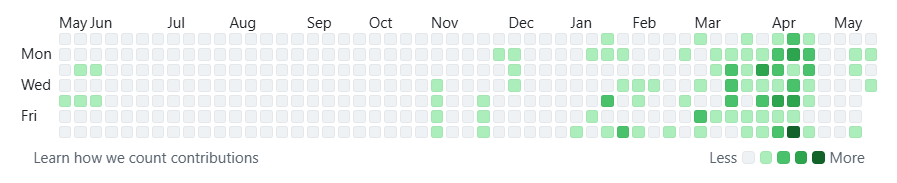 May Jun Jul Aug Sep Oct Nov Dec Jan Feb Mar Apr May
Mon
Wed
Fri
Learn how we count contributions Less More